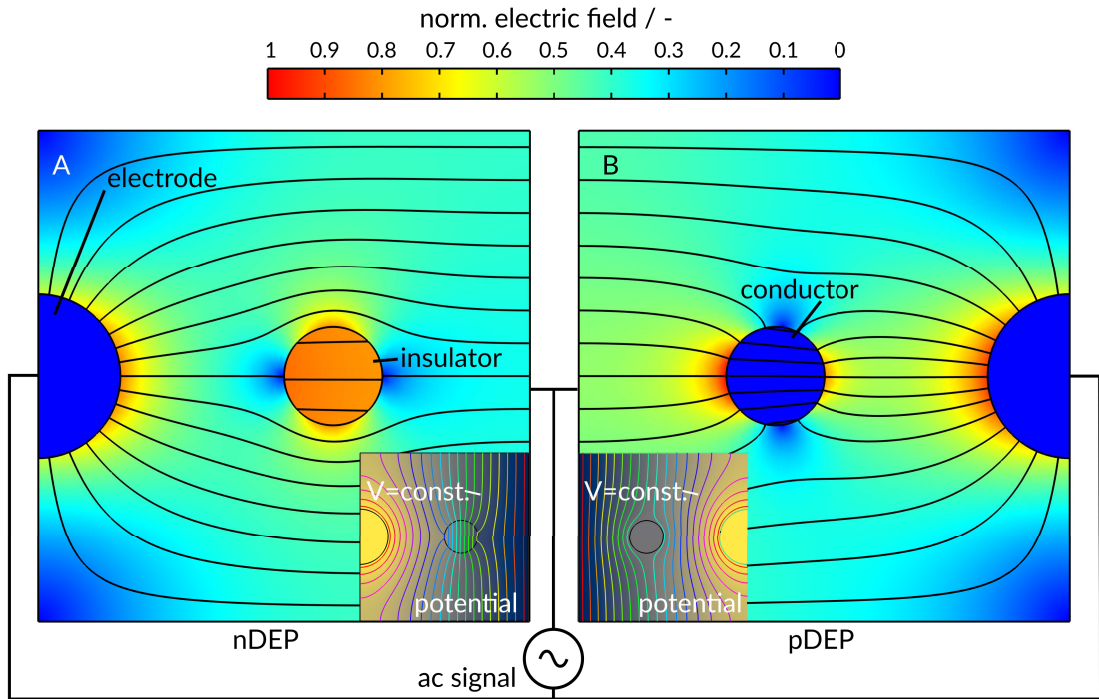 norm. electric field / -
1 0.9 0.8 0.7 0.6 0.5 0.4 0.3 0.2 0.1 0
A
electrode
insulator
V=const.
potential
nDEP
B
conductor
V=const.
potential
pDEP
ac signal